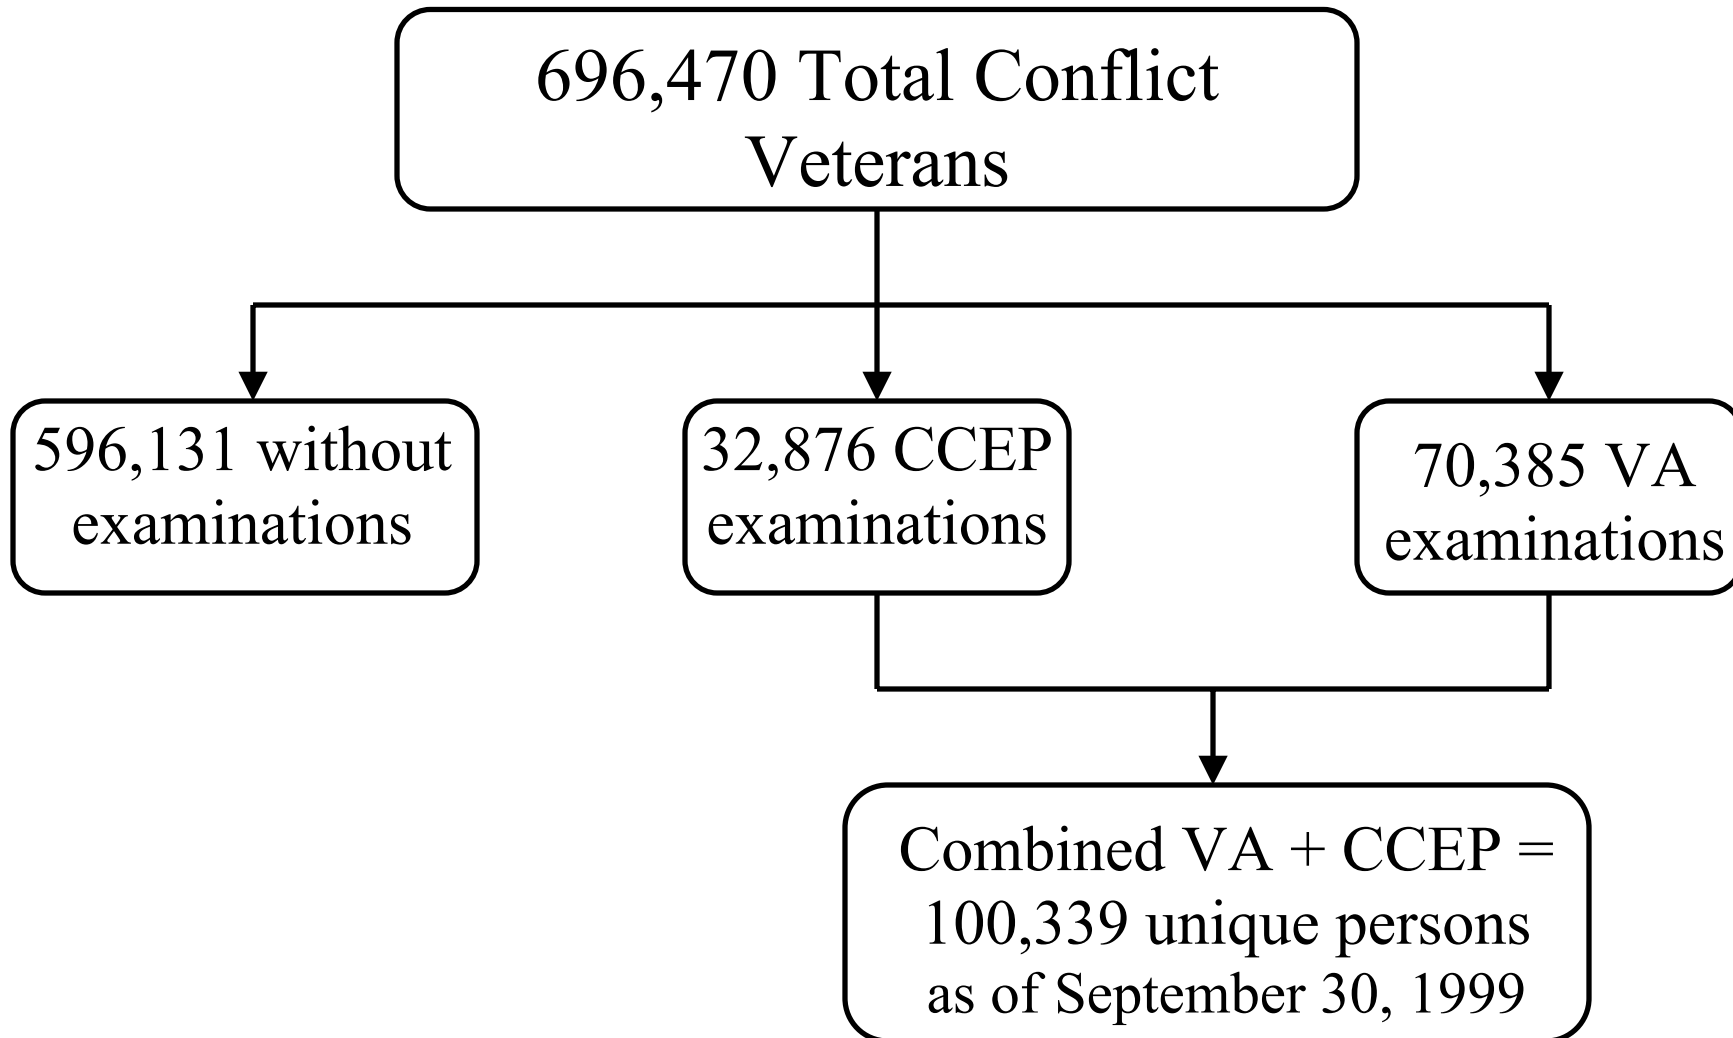 696,470 Total Conflict
Veterans
596,131 without
examinations
32,876 CCEP
examinations
70,385 VA
examinations
Combined VA + CCEP =
100,339 unique persons
as of September 30, 1999